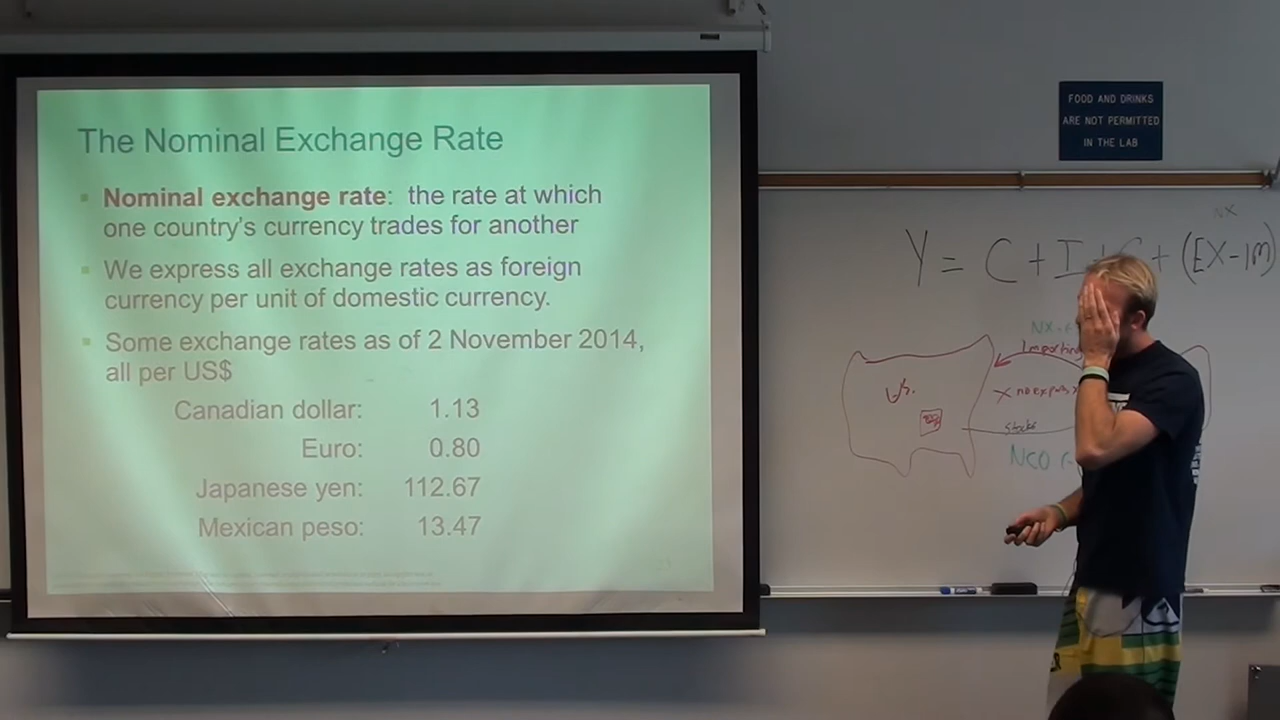 The Nominal Exchange Rate
Nominal exchange rate: the rate at which
one country's currency trades for another
We express all exchange rates as foreign
currency per unit of domestic currency.
Some exchange rates as of 2 November 2014,
all per US$
Canadian dollar: 1.13
Euro: 0.80
Japanese yen: 112.67
Mexican peso: 13.47
FOOD AND DRINKS
ARE NOT PERMITTED
IN THE LAB
NX
Y = C + I + G + (EX-IM)
NX
Importing
U.S.
Stocks
NCO